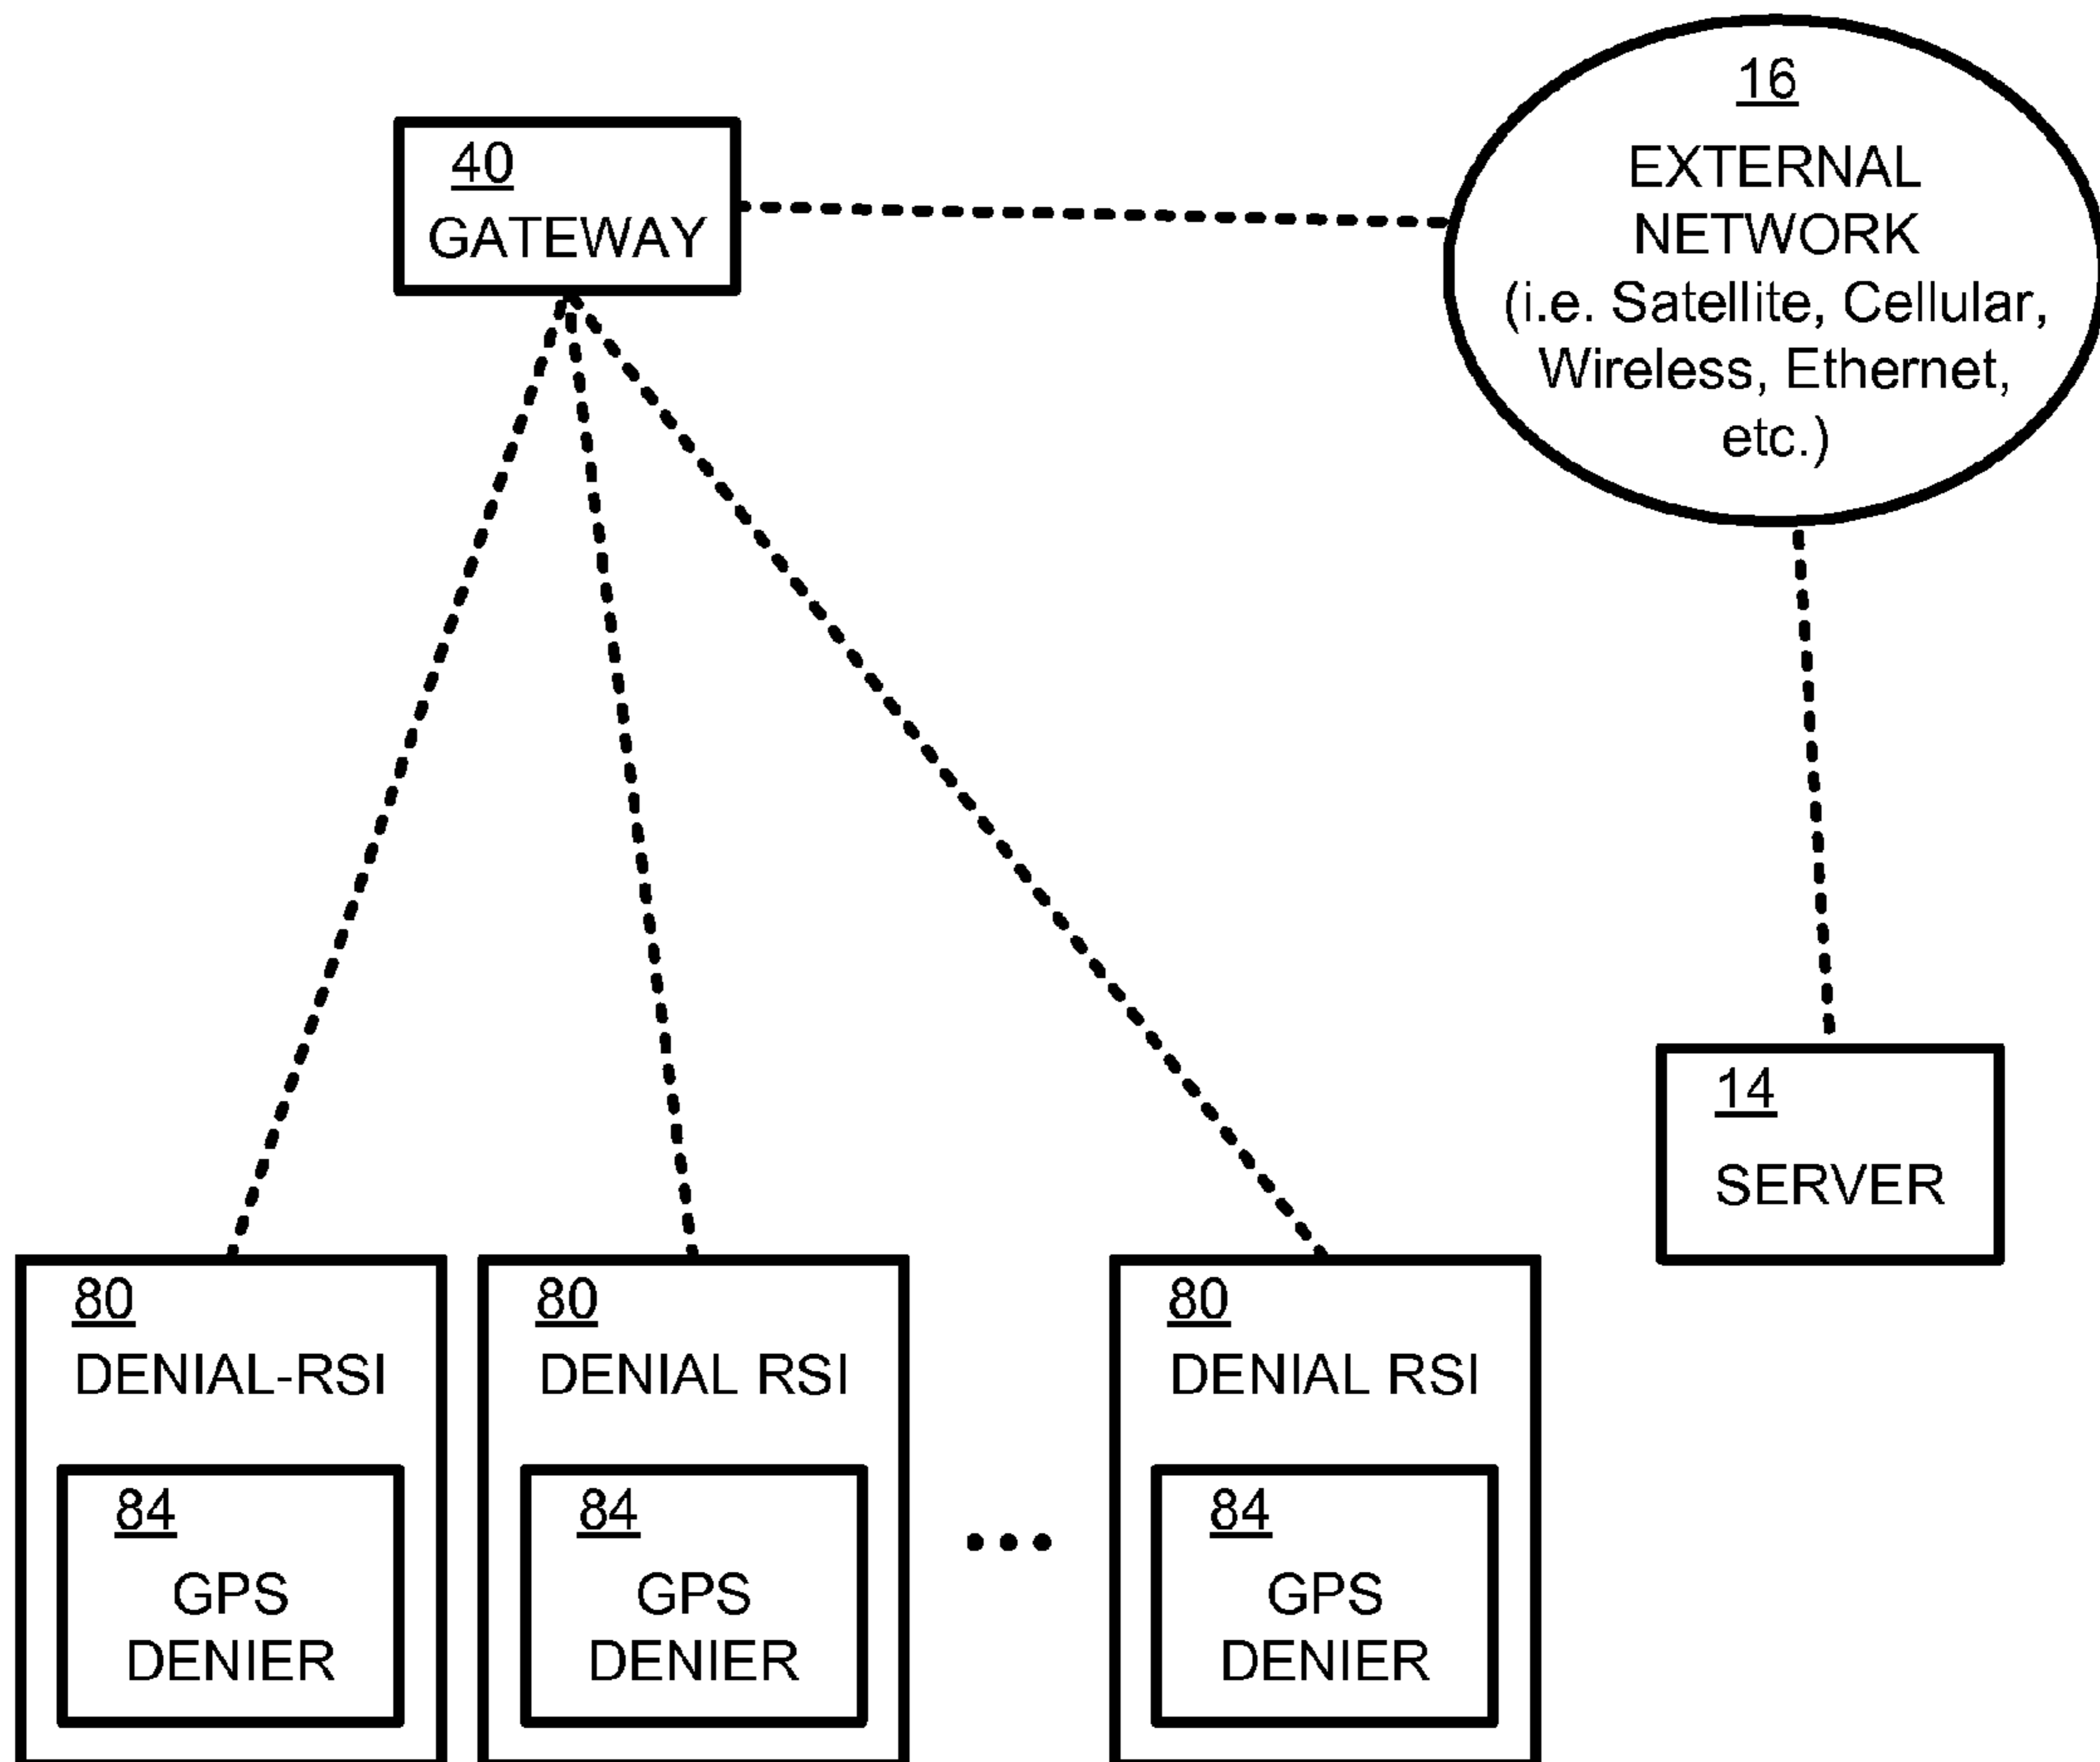 40
GATEWAY
16
EXTERNAL
NETWORK
(i.e. Satellite, Cellular,
Wireless, Ethernet,
etc.)
14
SERVER
80
DENIAL-RSI
84
GPS
DENIER
80
DENIAL RSI
84
GPS
DENIER
...
80
DENIAL RSI
84
GPS
DENIER